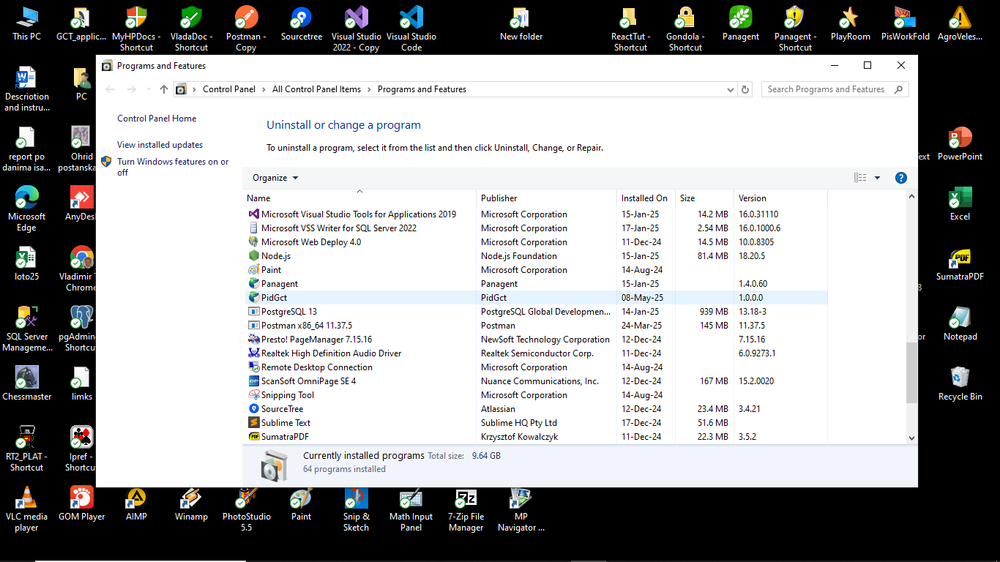 This PC
GCT_applic...
MyHPDocs -
Shortcut
VladaDoc -
Shortcut
Postman -
Copy
Sourcetree
Visual Studio
2022 - Copy
Visual Studio
Code
New folder
ReactTut -
Shortcut
Gondola -
Shortcut
Panagent
Panagent -
Shortcut
PlayRoom
PisWorkFold
AgroVeles...
Descriotion
and instru...
PC
report po
danima isa...
Ohrid
postanska
Microsoft
Edge
AnyDes
loto25
Vladimir
Chrome
SQL Server
Manageme...
pgAdmin
Shortcu
Chessmaster
limks
RT2_PLAT -
Shortcut
Ipref -
Shortcu
Programs and Features
Control Panel > All Control Panel Items > Programs and Features
Search Programs and Features
Control Panel Home
View installed updates
Turn Windows features on or
off
Uninstall or change a program
To uninstall a program, select it from the list and then click Uninstall, Change, or Repair.
Organize
Name Publisher Installed On Size Version
Microsoft Visual Studio Tools for Applications 2019 Microsoft Corporation 15-Jan-25 14.2 MB 16.0.31110
Microsoft VSS Writer for SQL Server 2022 Microsoft Corporation 17-Jan-25 2.54 MB 16.0.1000.6
Microsoft Web Deploy 4.0 Microsoft Corporation 11-Dec-24 14.5 MB 10.0.8305
Node.js Node.js Foundation 15-Jan-25 81.4 MB 18.20.5
Paint Microsoft Corporation 14-Aug-24
Panagent Panagent 15-Jan-25 1.4.0.60
PidGct PidGct 08-May-25 1.0.0.0
PostgreSQL 13 PostgreSQL Global Developmen... 14-Jan-25 939 MB 13.18-3
Postman x86_64 11.37.5 Postman 24-Mar-25 145 MB 11.37.5
Presto! PageManager 7.15.16 NewSoft Technology Corporation 12-Dec-24 7.15.16
Realtek High Definition Audio Driver Realtek Semiconductor Corp. 11-Dec-24 6.0.9273.1
Remote Desktop Connection Microsoft Corporation 14-Aug-24
ScanSoft OmniPage SE 4 Nuance Communications, Inc. 12-Dec-24 167 MB 15.2.0020
Snipping Tool Microsoft Corporation 14-Aug-24
SourceTree Atlassian 12-Dec-24 23.4 MB 3.4.21
Sublime Text Sublime HQ Pty Ltd 17-Dec-24 51.6 MB
SumatraPDF Krzysztof Kowalczyk 11-Dec-24 22.3 MB 3.5.2
Currently installed programs Total size: 9.64 GB
64 programs installed
ext
PowerPoint
Excel
SumatraPDF
or
Notepad
Recycle Bin
VLC media
player
GOM Player
AIMP
Winamp
PhotoStudio
5.5
Paint
Snip &
Sketch
Math Input
Panel
7-Zip File
Manager
MP
Navigator ...